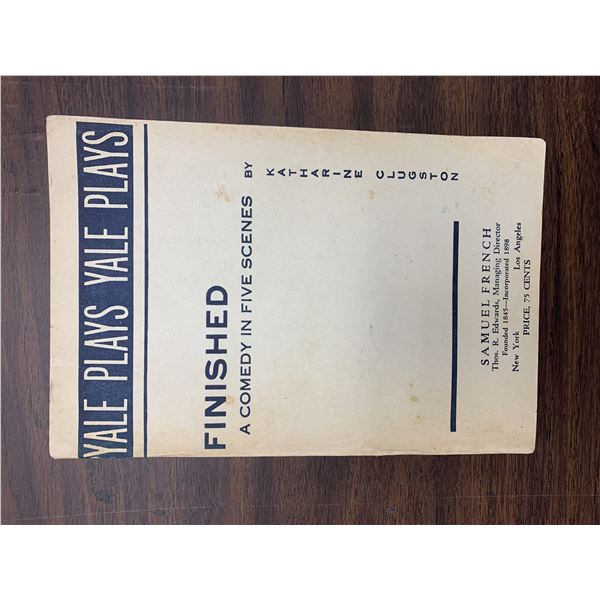 YALE PLAYS YALE PLAYS
FINISHED
A COMEDY IN FIVE SCENES
BY
KATHARINE CLUGSTON
SAMUEL FRENCH
Thos. R. Edwards, Managing Director
Founded 1845—Incorporated 1898
New York Los Angeles
PRICE, 75 CENTS